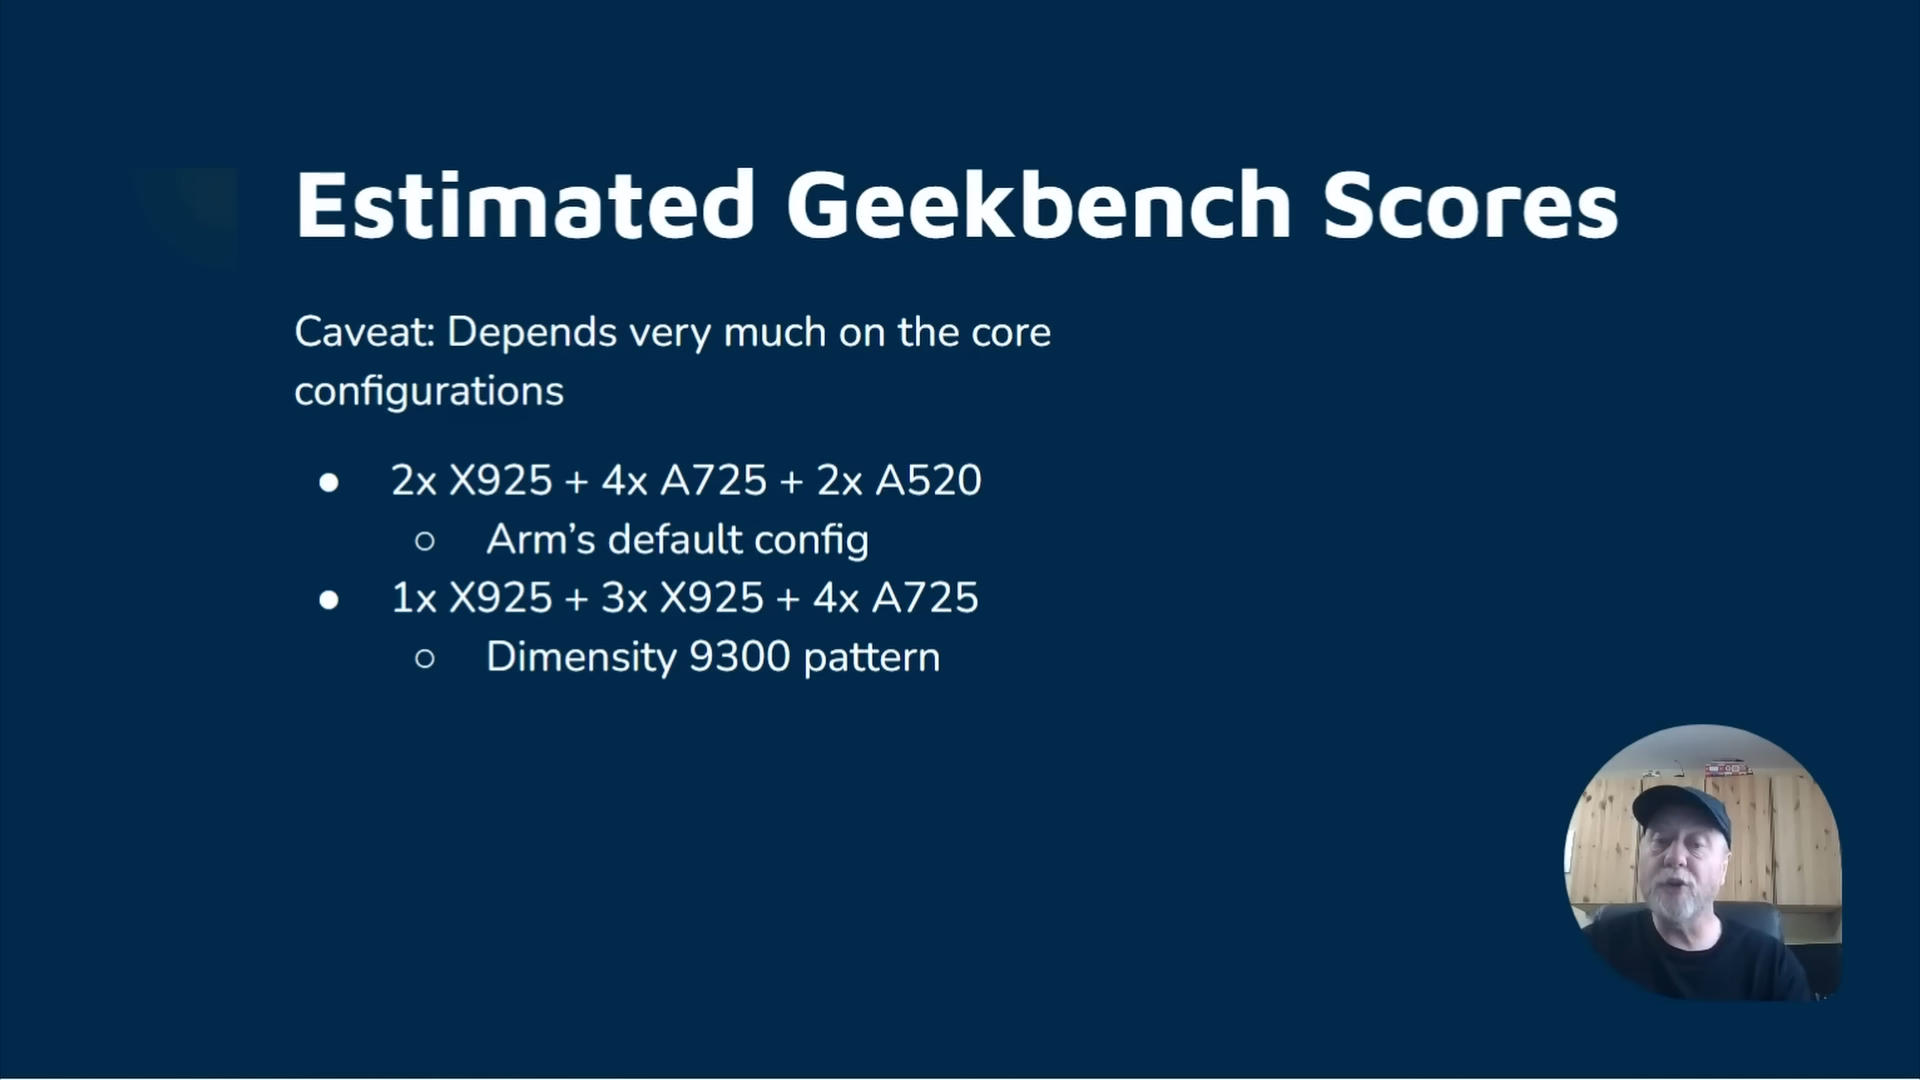 Estimated Geekbench Scores
Caveat: Depends very much on the core
configurations
● 2x X925 + 4x A725 + 2x A520
○ Arm’s default config
● 1x X925 + 3x X925 + 4x A725
○ Dimensity 9300 pattern